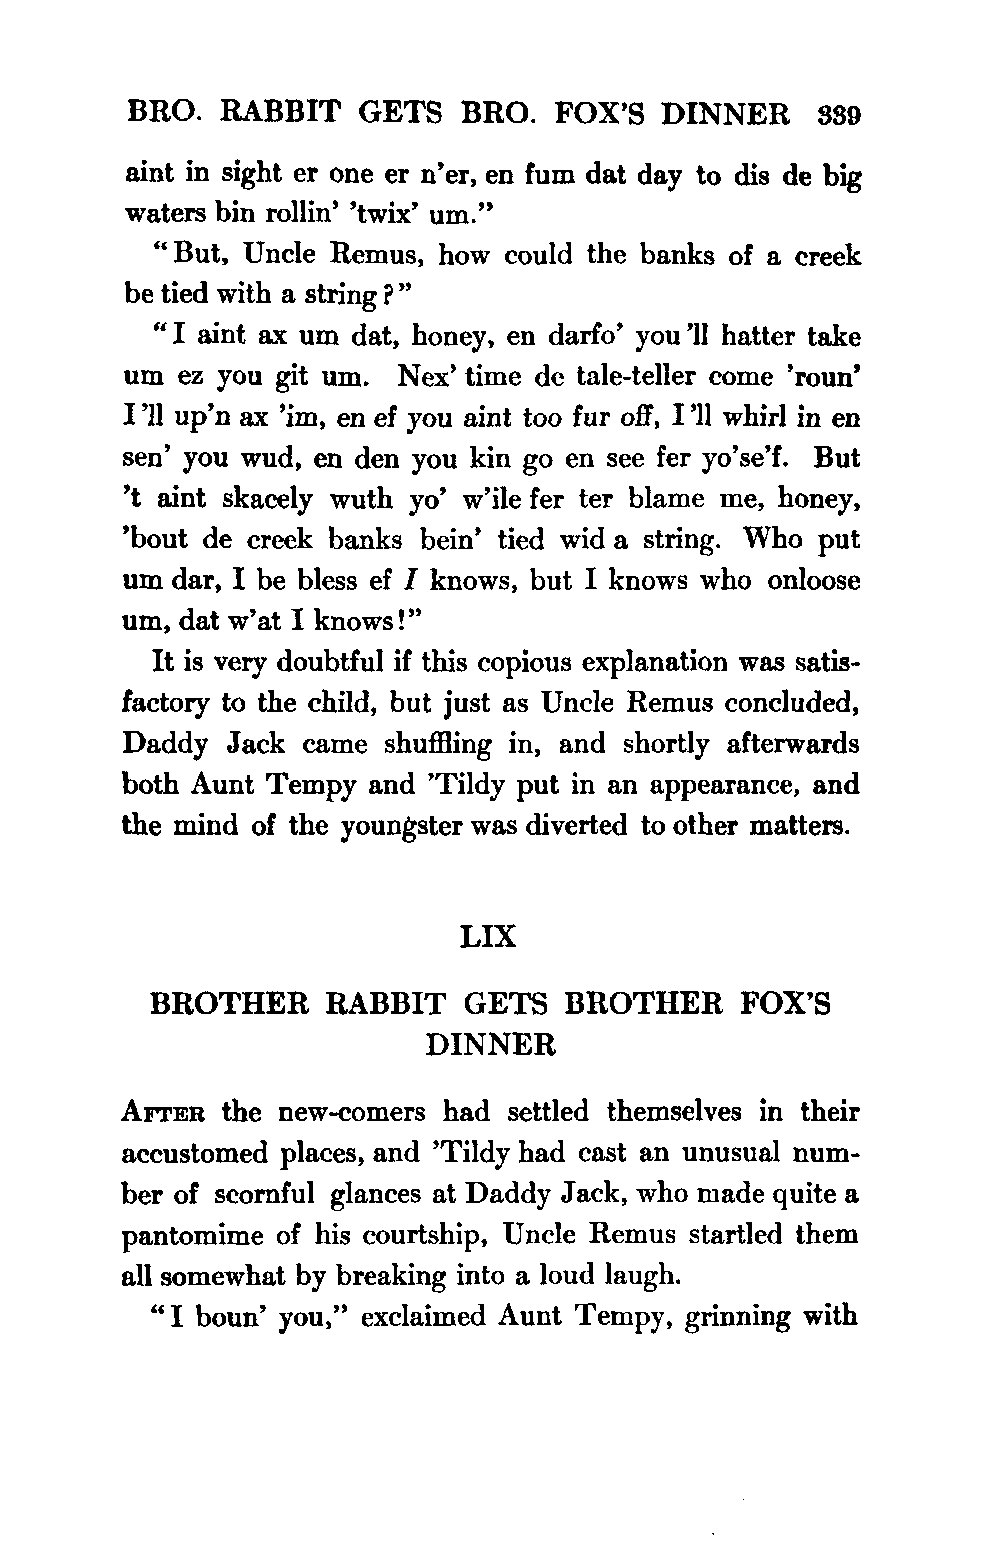 BRO. RABBIT GETS BRO. FOX'S DINNER 339
aint in sight er one er n'er, en fum dat day to dis de big
waters bin rollin' 'twix' um."
"But, Uncle Remus, how could the banks of a creek
be tied with a string?"
"I aint ax um dat, honey, en darfo' you 'll hatter take
um ez you git um. Nex' time de tale-teller come 'roun'
I 'll up'n ax 'im, en ef you aint too fur off, I 'll whirl in en
sen' you wud, en den you kin go en see fer yo'se'f. But
't aint skacely wuth yo' w'ile fer ter blame me, honey,
'bout de creek banks bein' tied wid a string. Who put
um dar, I be bless ef I knows, but I knows who onloose
um, dat w'at I knows!"
It is very doubtful if this copious explanation was satis-
factory to the child, but just as Uncle Remus concluded,
Daddy Jack came shuffling in, and shortly afterwards
both Aunt Tempy and 'Tildy put in an appearance, and
the mind of the youngster was diverted to other matters.
LIX
BROTHER RABBIT GETS BROTHER FOX'S
DINNER
AFTER the new-comers had settled themselves in their
accustomed places, and 'Tildy had cast an unusual num-
ber of scornful glances at Daddy Jack, who made quite a
pantomime of his courtship, Uncle Remus startled them
all somewhat by breaking into a loud laugh.
"I boun' you," exclaimed Aunt Tempy, grinning with